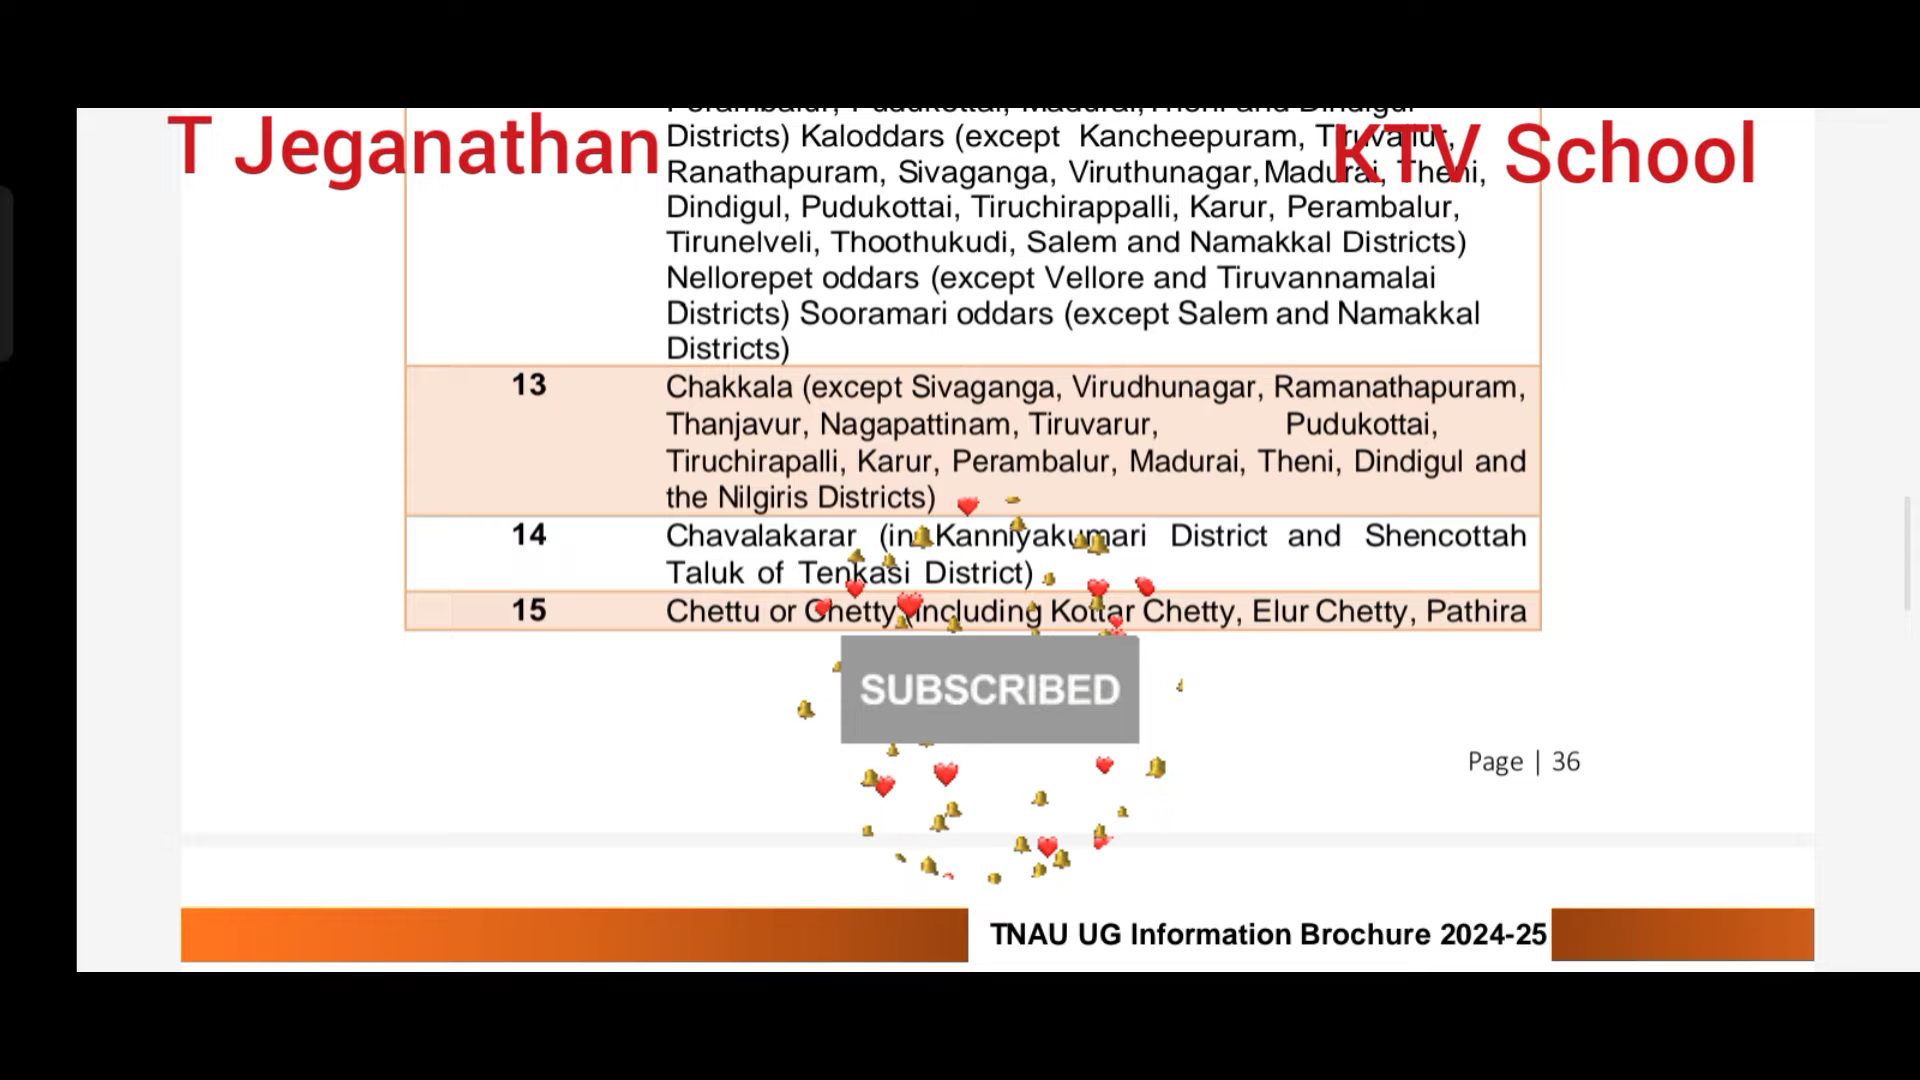 T Jeganathan
KTV School
Districts) Kaloddars (except Kancheepuram, Tiruvallur,
Ranathapuram, Sivaganga, Viruthunagar, Madurai, Theni,
Dindigul, Pudukottai, Tiruchirappalli, Karur, Perambalur,
Tirunelveli, Thoothukudi, Salem and Namakkal Districts)
Nellorepet oddars (except Vellore and Tiruvannamalai
Districts) Sooramari oddars (except Salem and Namakkal
Districts)
13 Chakkala (except Sivaganga, Virudhunagar, Ramanathapuram,
Thanjavur, Nagapattinam, Tiruvarur, Pudukottai,
Tiruchirapalli, Karur, Perambalur, Madurai, Theni, Dindigul and
the Nilgiris Districts)
14 Chavalakarar (in Kanniyakumari District and Shencottah
Taluk of Tenkasi District)
15 Chettu or Chetty (including Kottar Chetty, Elur Chetty, Pathira
SUBSCRIBED
Page | 36
TNAU UG Information Brochure 2024-25